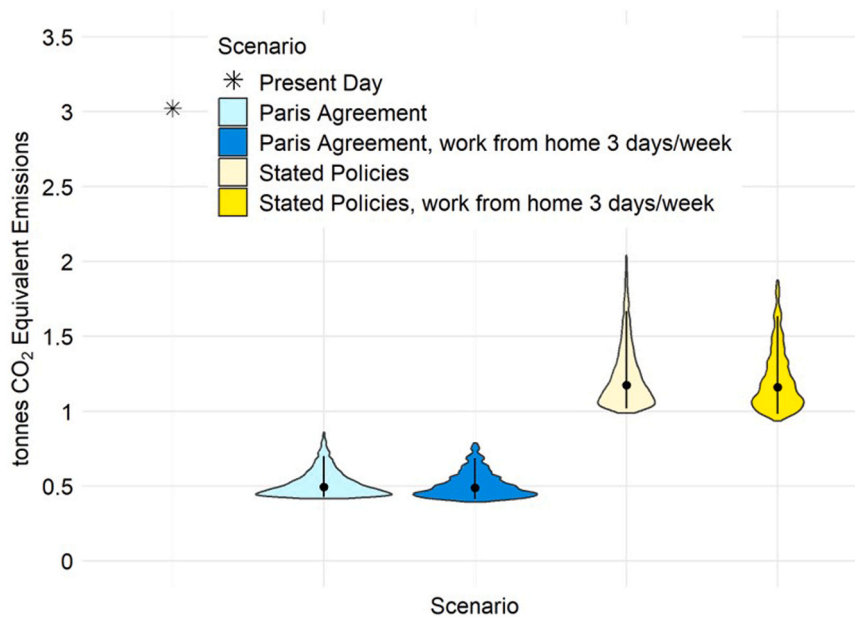 3.5
3
2.5
2
1.5
1
0.5
0
tonnes CO₂ Equivalent Emissions
Scenario
Present Day
Paris Agreement
Paris Agreement, work from home 3 days/week
Stated Policies
Stated Policies, work from home 3 days/week
Scenario